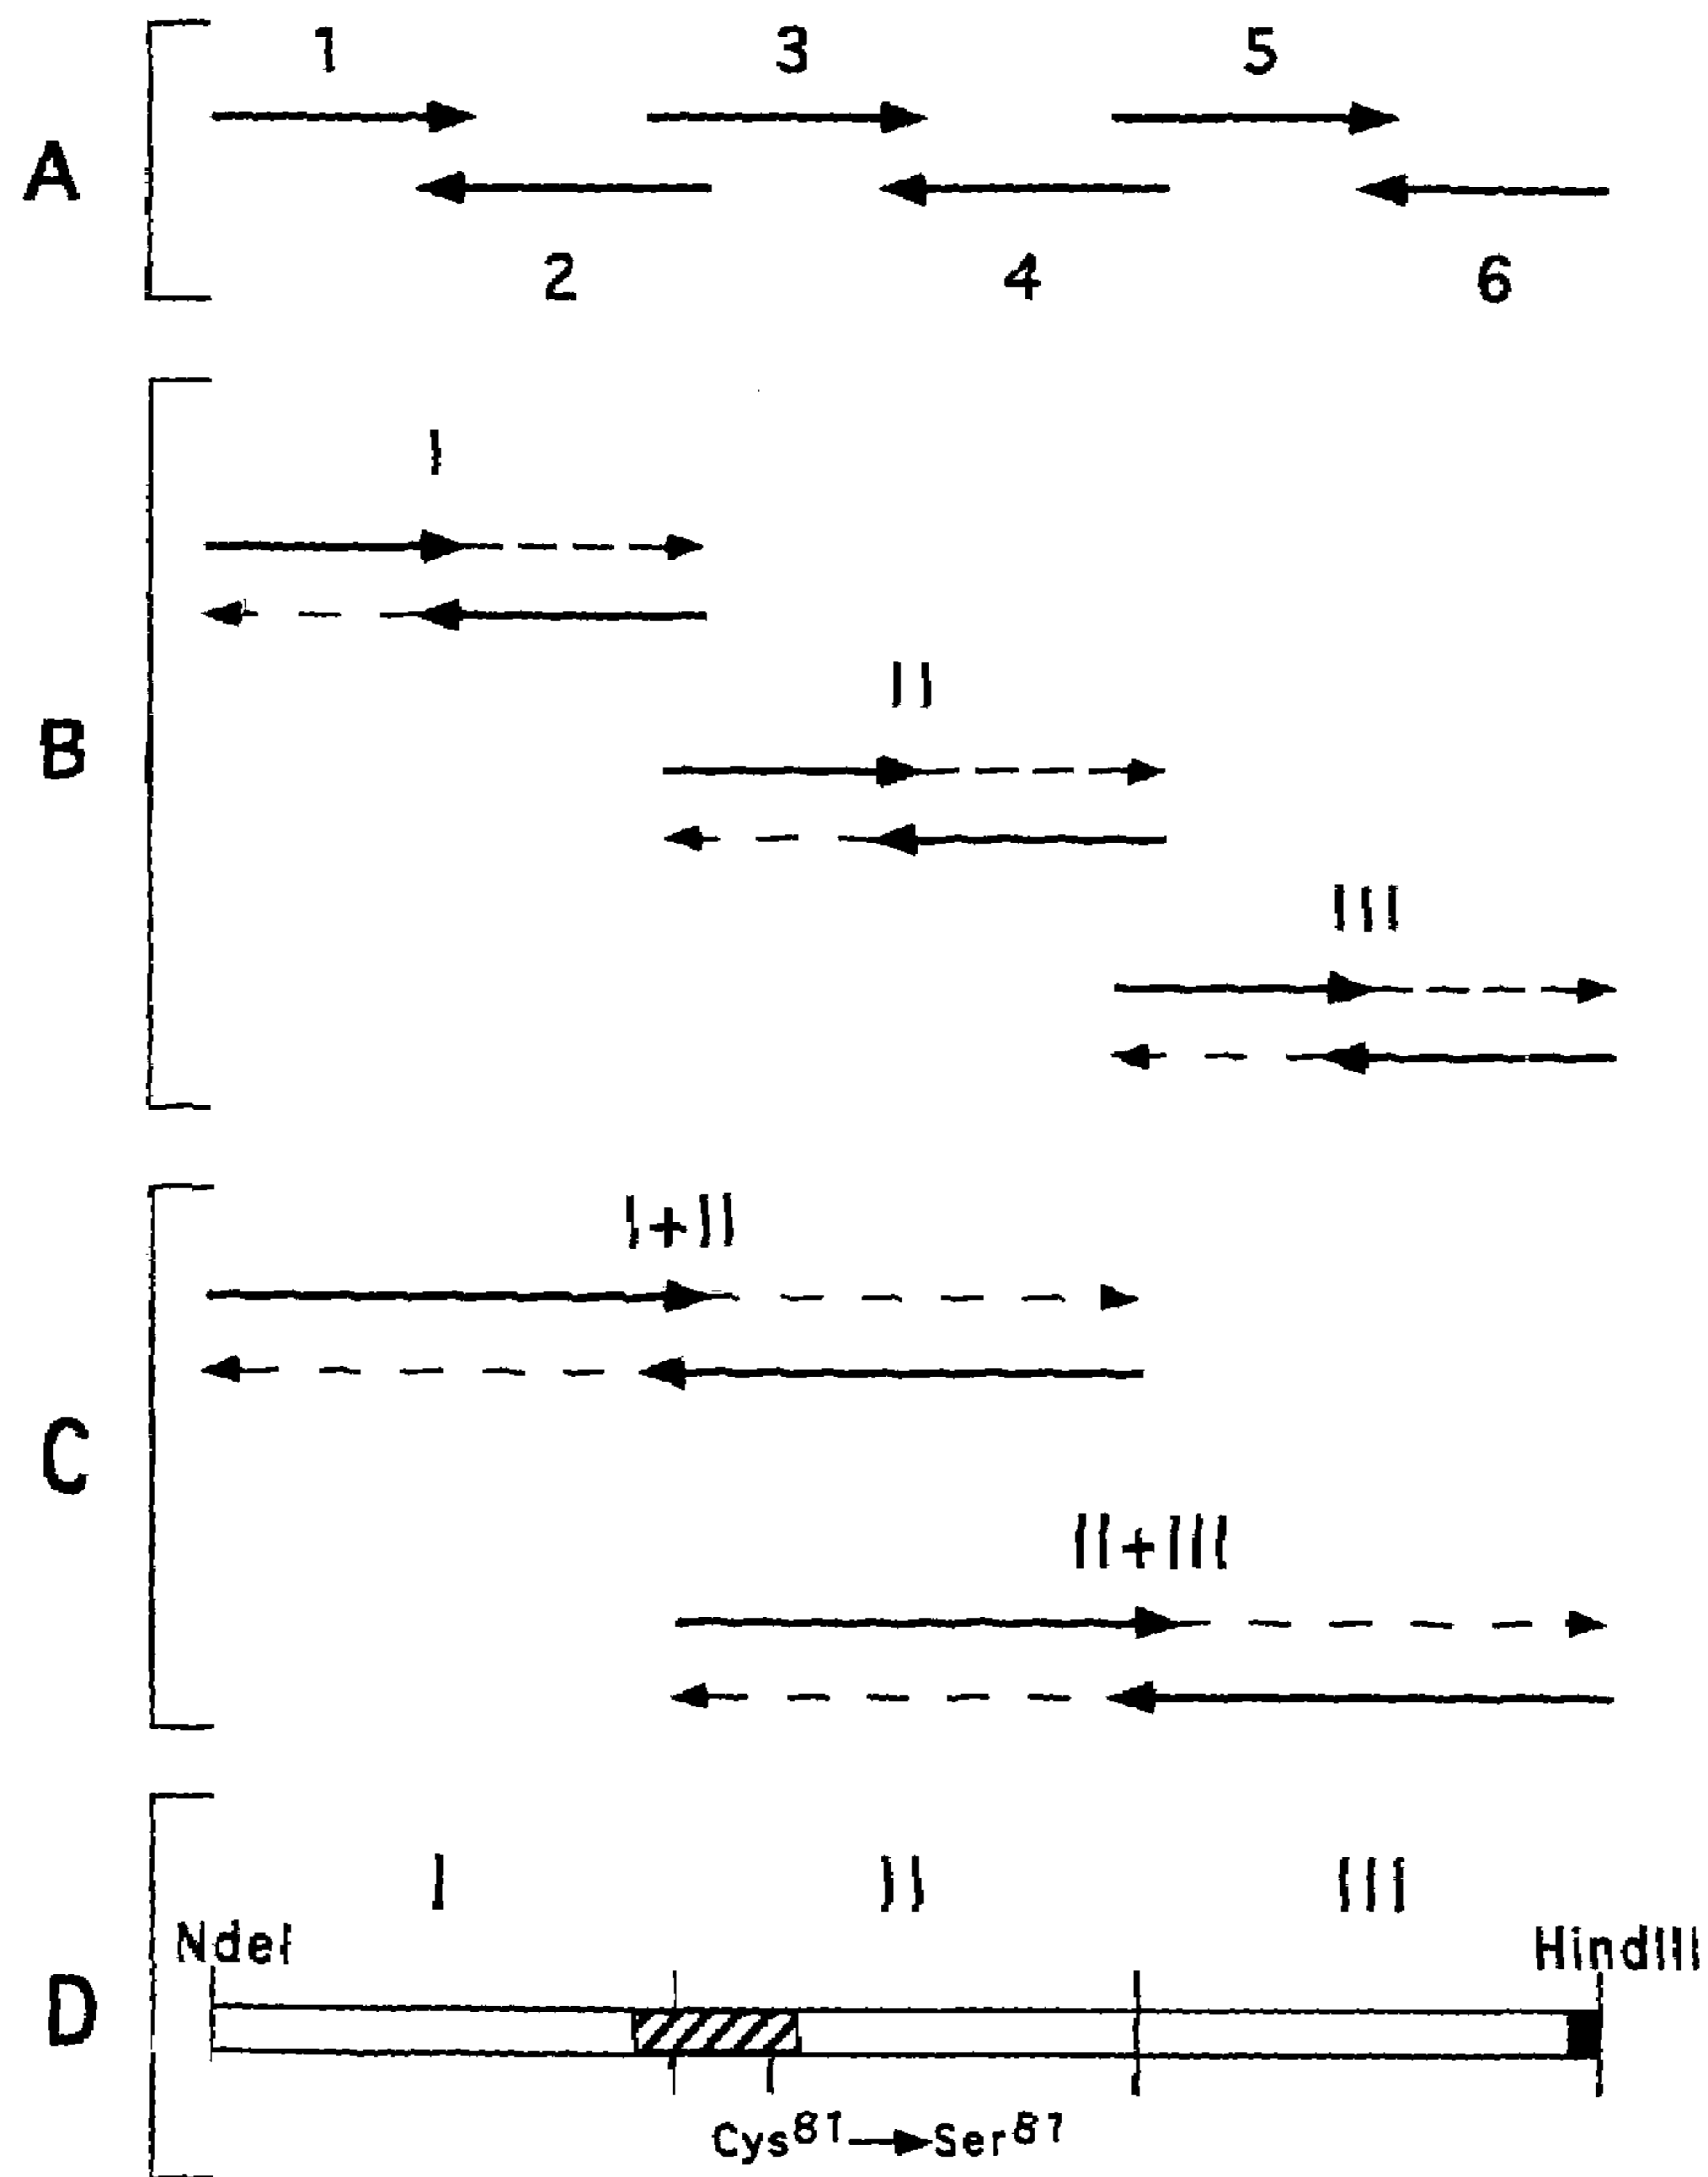 A
1 3 5
2 4 6
B
I
II
III
C
I+II
II+III
D
I II III
NdeI HindIII
Cys81→Ser81